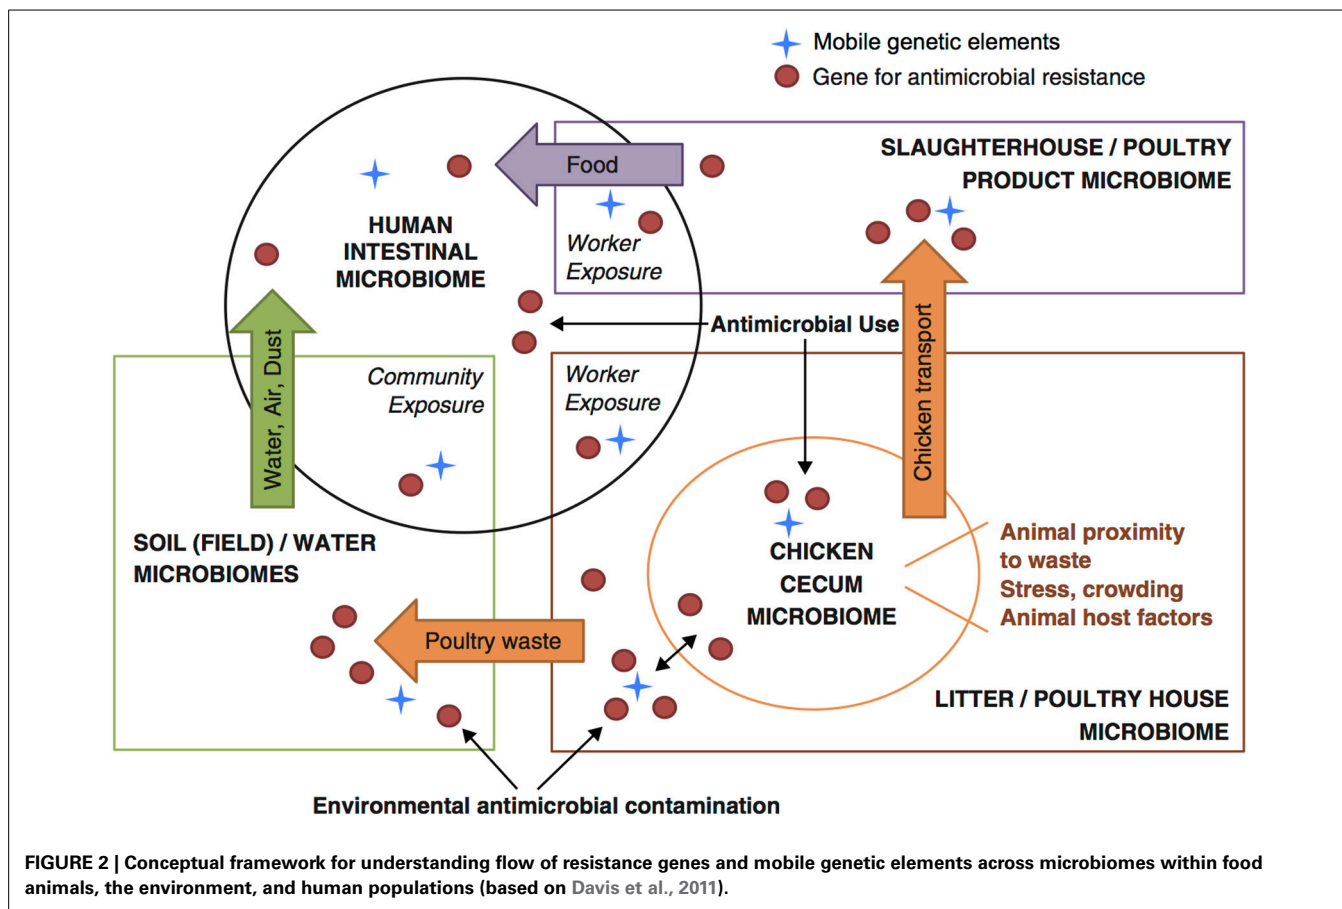 Mobile genetic elements
Gene for antimicrobial resistance
SLAUGHTERHOUSE / POULTRY
PRODUCT MICROBIOME
Food
HUMAN
INTESTINAL
MICROBIOME
Worker
Exposure
Antimicrobial Use
Chicken transport
Water, Air, Dust
Community
Exposure
Worker
Exposure
SOIL (FIELD) / WATER
MICROBIOMES
CHICKEN
CECUM
MICROBIOME
Animal proximity
to waste
Stress, crowding
Animal host factors
Poultry waste
LITTER / POULTRY HOUSE
MICROBIOME
Environmental antimicrobial contamination
FIGURE 2 | Conceptual framework for understanding flow of resistance genes and mobile genetic elements across microbiomes within food
animals, the environment, and human populations (based on Davis et al., 2011).